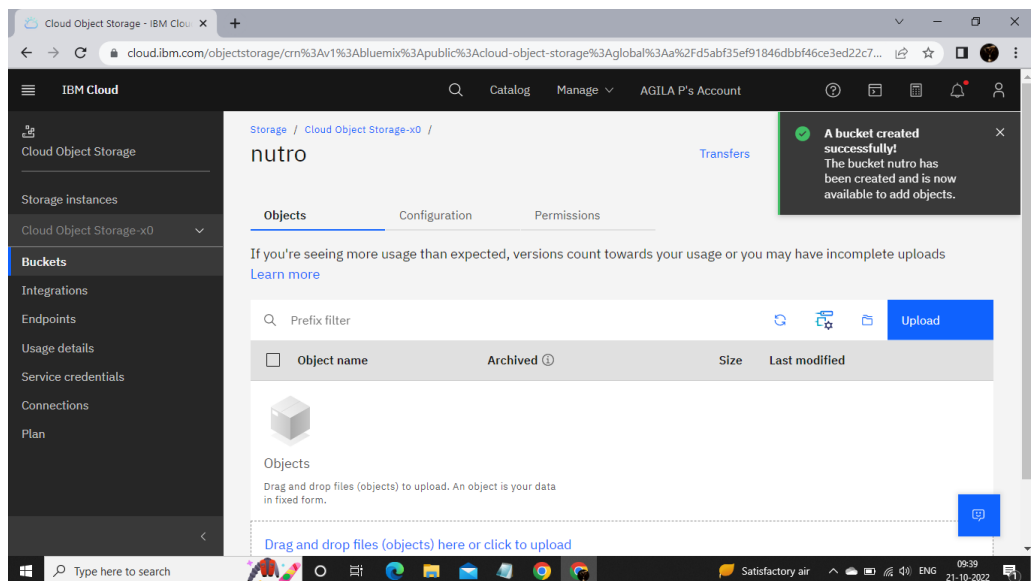 Cloud Object Storage - IBM Clou
cloud.ibm.com/objectstorage/crn%3Av1%3Abluemix%3Apublic%3Acloud-object-storage%3Aglobal%3Aa%2Fd5abf35ef91846dbbf46ce3ed22c7...
IBM Cloud
Catalog
Manage
AGILA P's Account
Cloud Object Storage
Storage instances
Cloud Object Storage-x0
Buckets
Integrations
Endpoints
Usage details
Service credentials
Connections
Plan
Storage / Cloud Object Storage-x0 /
nutro
Transfers
A bucket created
successfully!
The bucket nutro has
been created and is now
available to add objects.
Objects
Configuration
Permissions
If you're seeing more usage than expected, versions count towards your usage or you may have incomplete uploads
Learn more
Prefix filter
Upload
Object name
Archived
Size
Last modified
Objects
Drag and drop files (objects) to upload. An object is your data
in fixed form.
Drag and drop files (objects) here or click to upload
Type here to search
Satisfactory air
ENG
09:39
21-10-2022